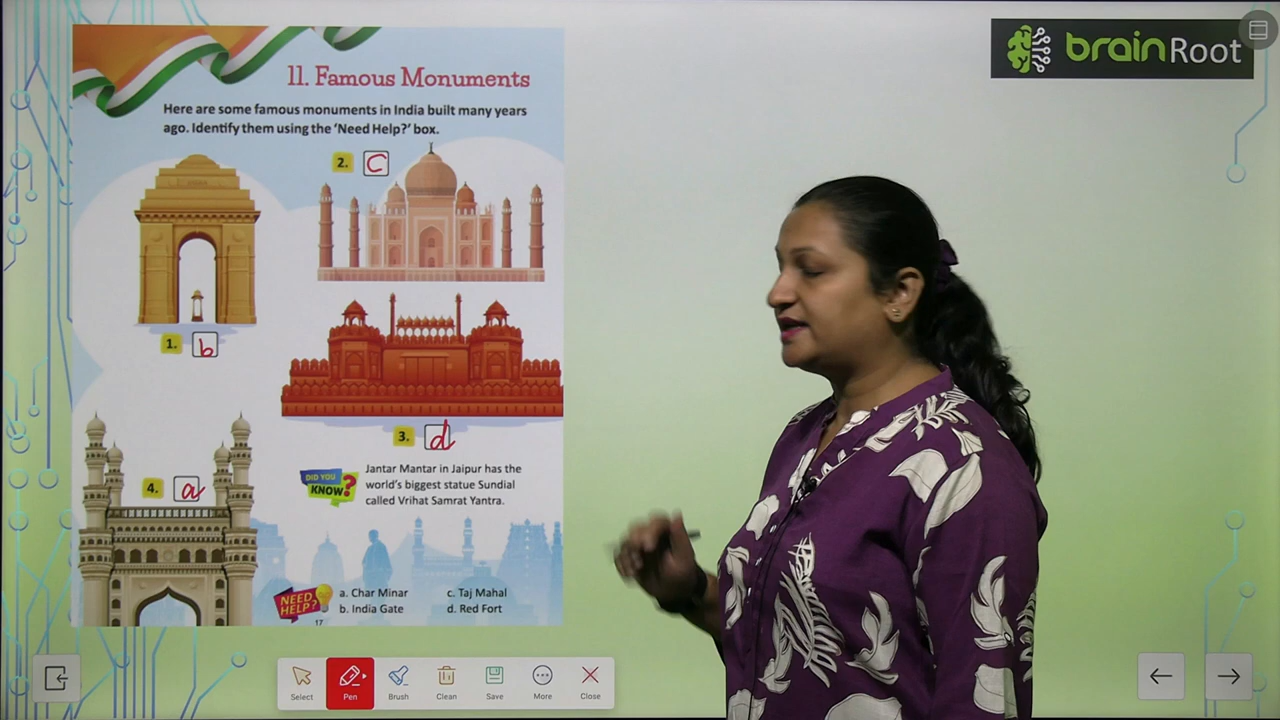 brainRoot
11. Famous Monuments
Here are some famous monuments in India built many years
ago. Identify them using the ‘Need Help?’ box.
2. C
1. b
3. d
4. a
DID YOU
KNOW?
Jantar Mantar in Jaipur has the
world's biggest statue Sundial
called Vrihat Samrat Yantra.
NEED
HELP?
a. Char Minar
c. Taj Mahal
b. India Gate
d. Red Fort
17
Select
Pen
Brush
Clean
Save
More
Close